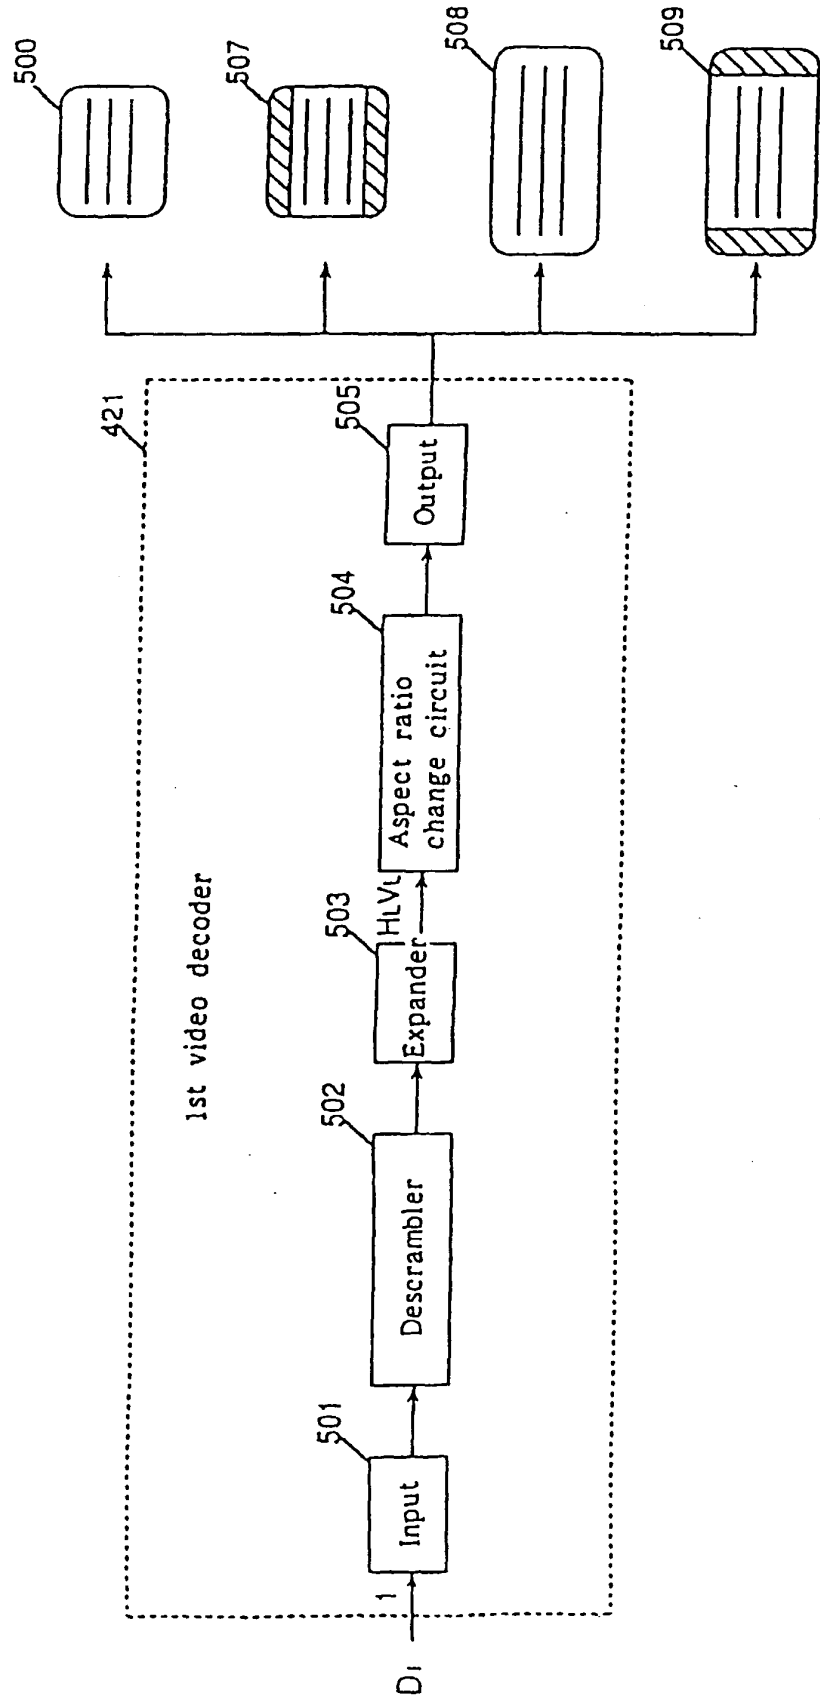 1st video decoder
421
D1
1
501
Input
502
Descrambler
503
Expander
HLVL
504
Aspect ratio
change circuit
505
Output
500
507
508
509